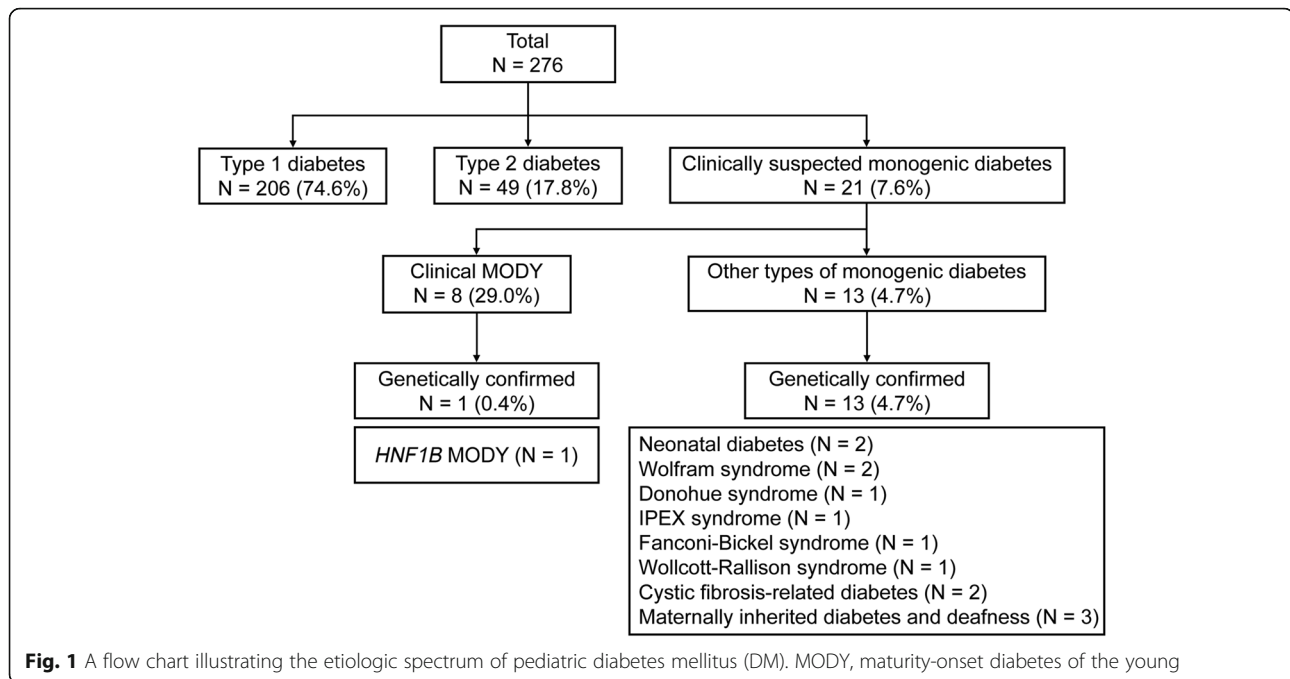 Total
N = 276
Type 1 diabetes
N = 206 (74.6%)
Type 2 diabetes
N = 49 (17.8%)
Clinically suspected monogenic diabetes
N = 21 (7.6%)
Clinical MODY
N = 8 (29.0%)
Other types of monogenic diabetes
N = 13 (4.7%)
Genetically confirmed
N = 1 (0.4%)
Genetically confirmed
N = 13 (4.7%)
HNF1B MODY (N = 1)
Neonatal diabetes (N = 2)
Wolfram syndrome (N = 2)
Donohue syndrome (N = 1)
IPEX syndrome (N = 1)
Fanconi-Bickel syndrome (N = 1)
Wollcott-Rallison syndrome (N = 1)
Cystic fibrosis-related diabetes (N = 2)
Maternally inherited diabetes and deafness (N = 3)
Fig. 1 A flow chart illustrating the etiologic spectrum of pediatric diabetes mellitus (DM). MODY, maturity-onset diabetes of the young